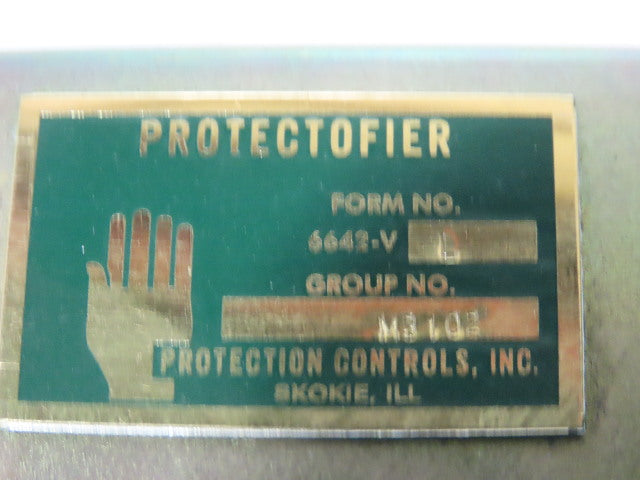 PROTECTOFIER
FORM NO.
6642-V L
GROUP NO.
PROTECTION CONTROLS, INC.
SKOKIE, ILL